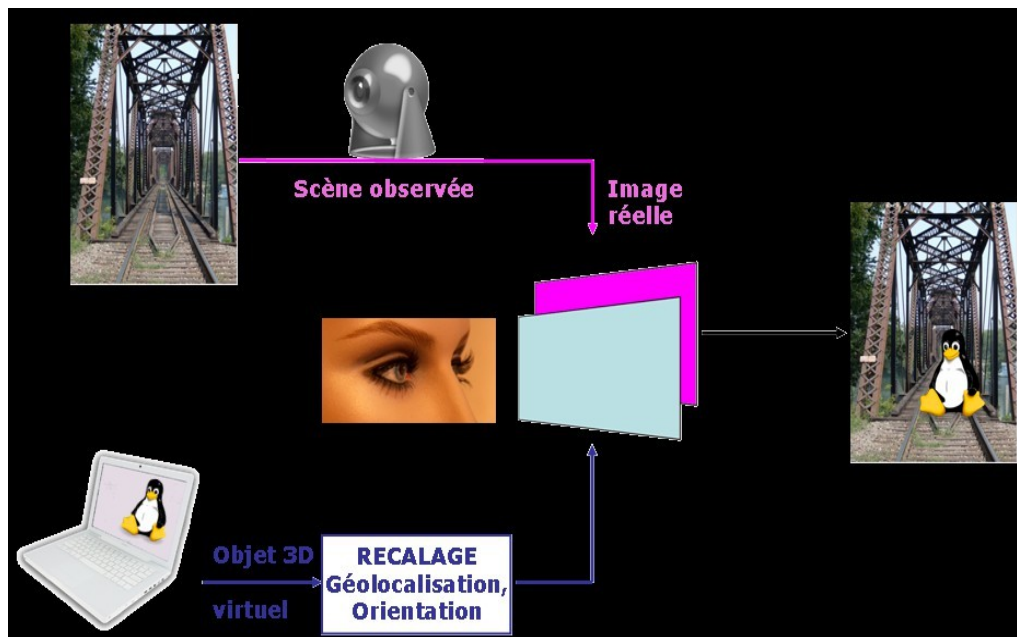 Scène observée
Image
réelle
Objet 3D
virtuel
RECALAGE
Géolocalisation,
Orientation